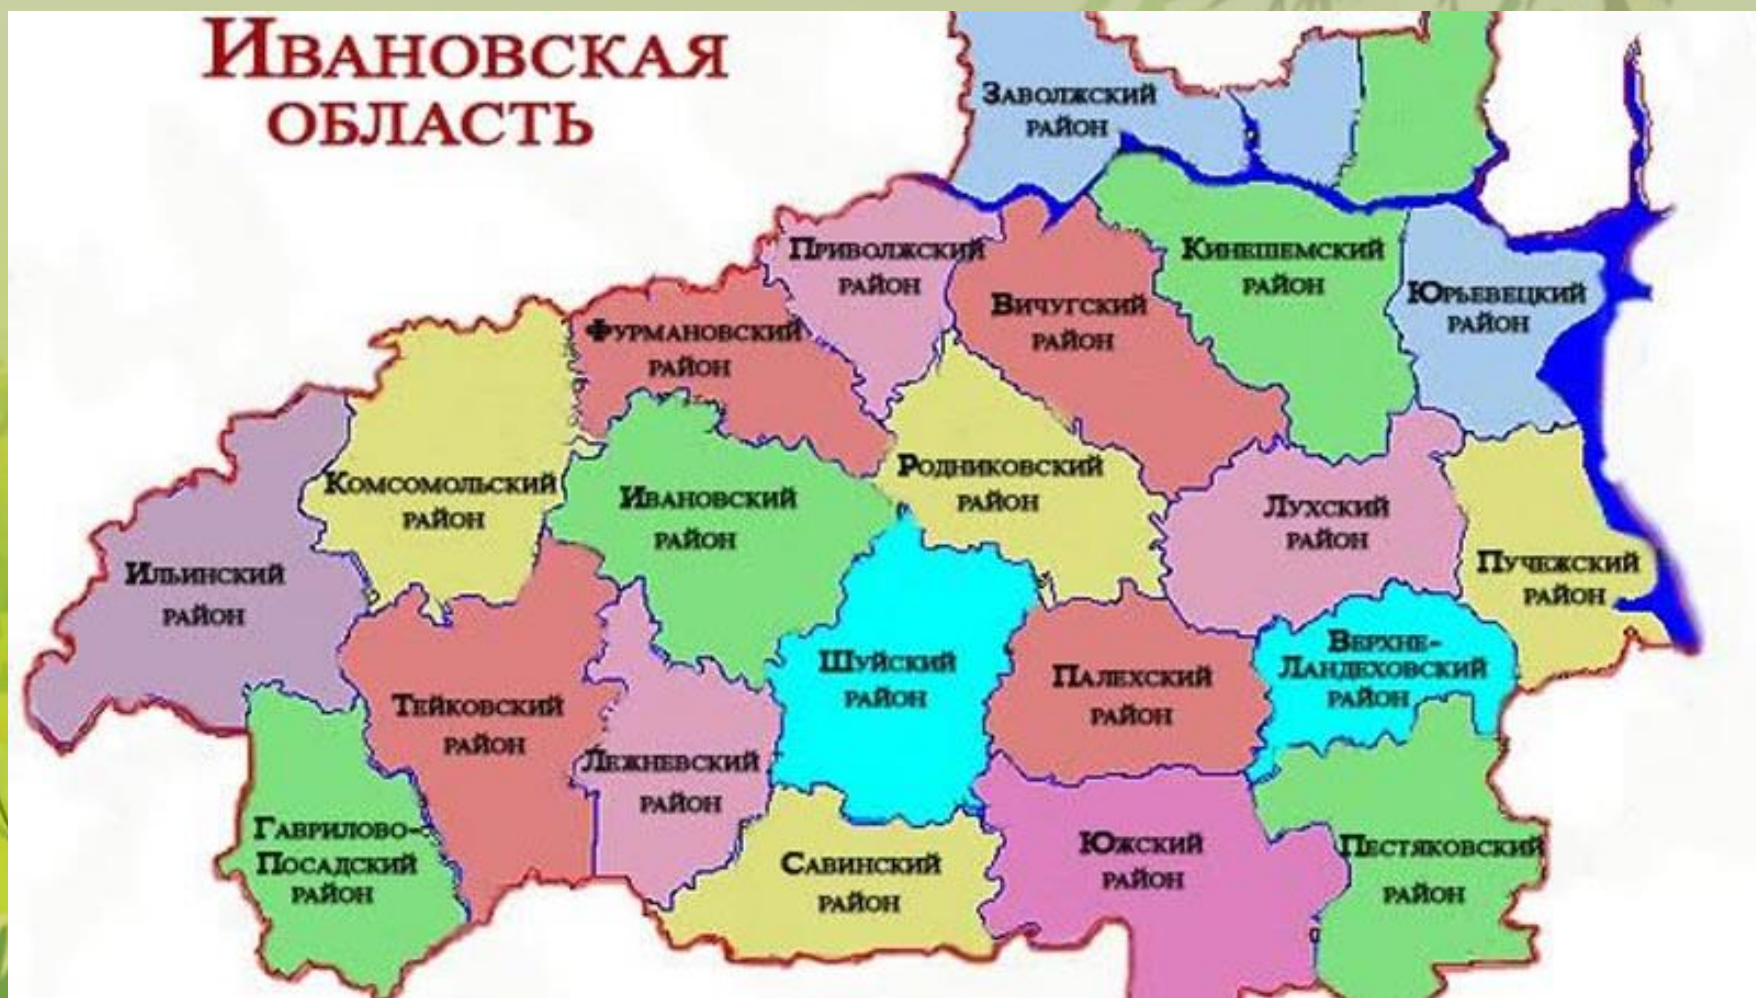 ИВАНОВСКАЯ
ОБЛАСТЬ
ЗАВОЛЖСКИЙ
РАЙОН
ПРИВОЛЖСКИЙ
РАЙОН
КИНЕШЕМСКИЙ
РАЙОН
ВИЧУГСКИЙ
РАЙОН
ЮРЬЕВЕЦКИЙ
РАЙОН
ФУРМАНОВСКИЙ
РАЙОН
КОМСОМОЛЬСКИЙ
РАЙОН
ИВАНОВСКИЙ
РАЙОН
РОДНИКОВСКИЙ
РАЙОН
ЛУХСКИЙ
РАЙОН
ПУЧЕЖСКИЙ
РАЙОН
ИЛЬИНСКИЙ
РАЙОН
ТЕЙКОВСКИЙ
РАЙОН
ШУЙСКИЙ
РАЙОН
ПАЛЕХСКИЙ
РАЙОН
ВЕРХНЕ-
ЛАНДЕХОВСКИЙ
РАЙОН
ЛЕЖНЕВСКИЙ
РАЙОН
ГАВРИЛОВО-
ПОСАДСКИЙ
РАЙОН
САВИНСКИЙ
РАЙОН
ЮЖСКИЙ
РАЙОН
ПЕСТЯКОВСКИЙ
РАЙОН